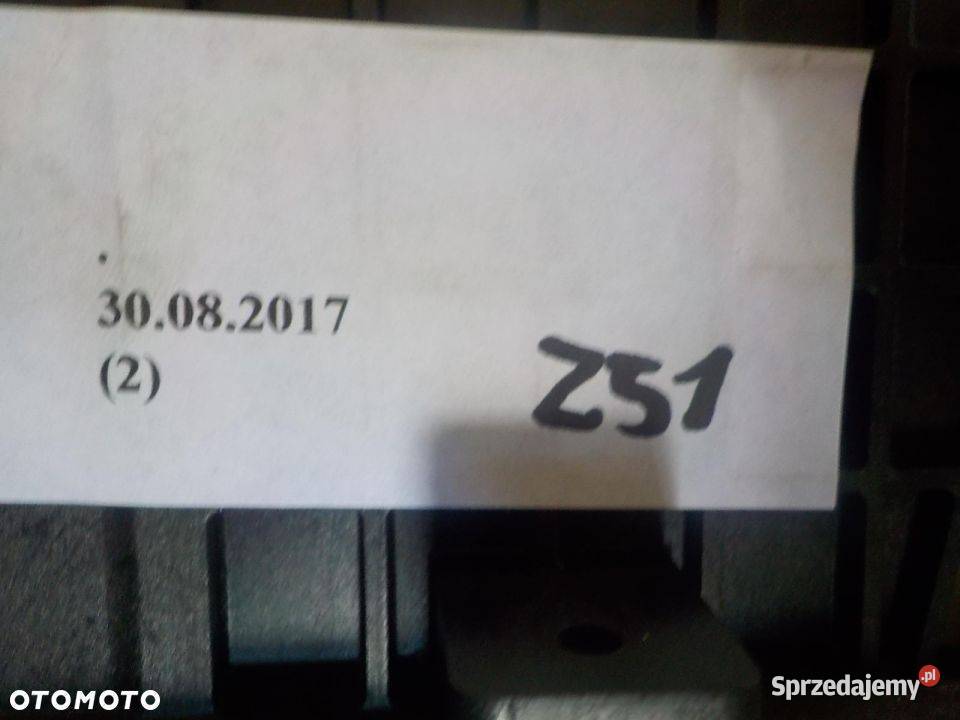 .
30.08.2017
(2)
Z51
OTOMOTO
Sprzedajemy.pl